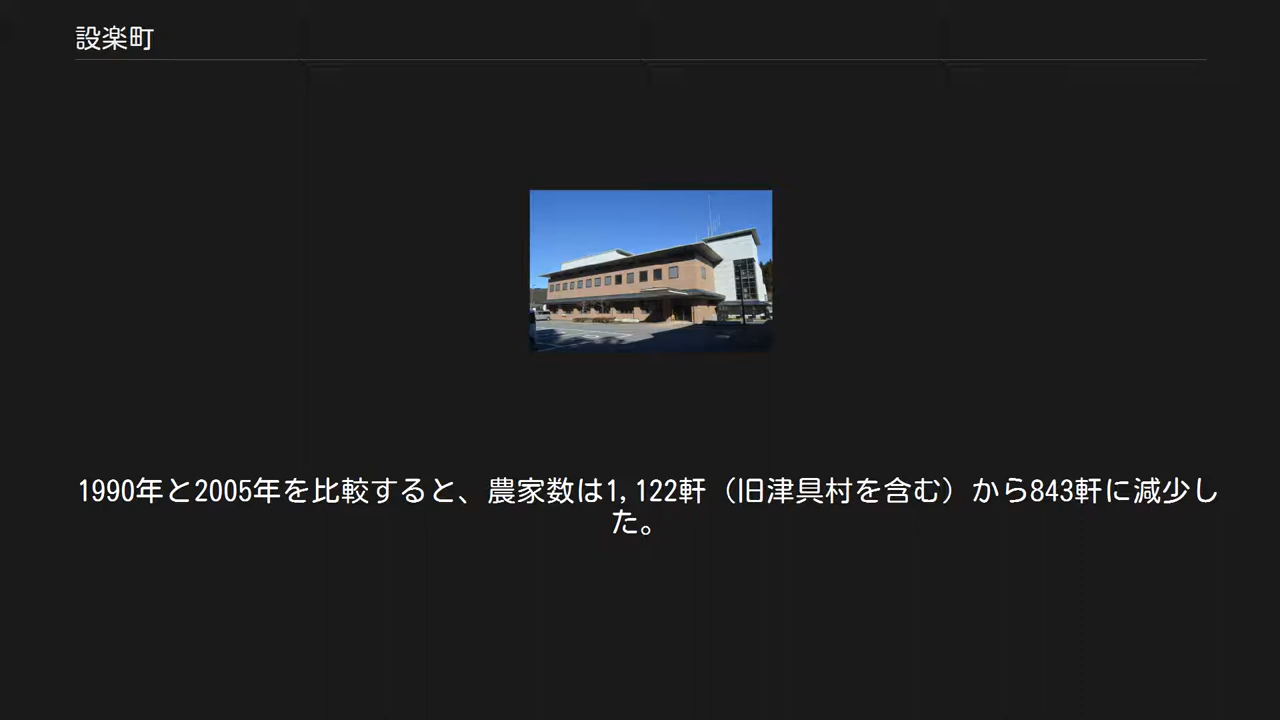 設楽町
1990年と2005年を比較すると、農家数は1,122軒（旧津具村を含む）から843軒に減少し
た。